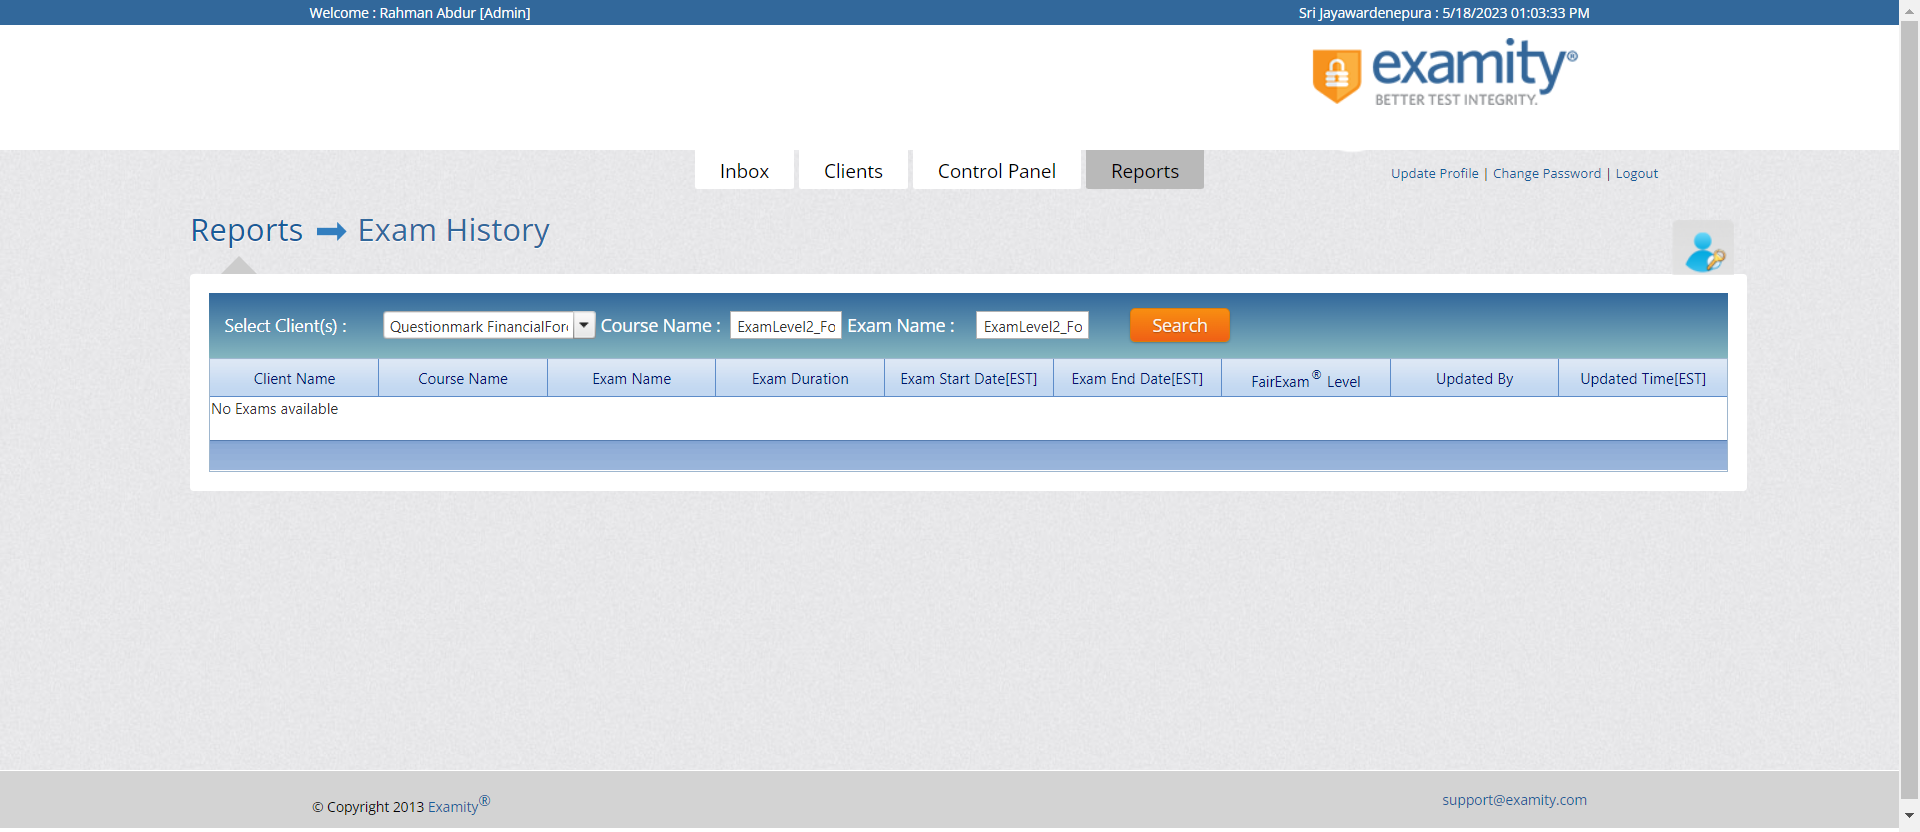 Welcome : Rahman Abdur [Admin]
Sri Jayawardenepura : 5/18/2023 01:03:33 PM
examity®
BETTER TEST INTEGRITY.
Inbox
Clients
Control Panel
Reports
Update Profile | Change Password | Logout
Reports Exam History
Select Client(s) : Questionmark FinancialFor Course Name : ExamLevel2_Fo Exam Name : ExamLevel2_Fo Search
Client Name Course Name Exam Name Exam Duration Exam Start Date[EST] Exam End Date[EST] FairExam® Level Updated By Updated Time[EST]
No Exams available
© Copyright 2013 Examity®
support@examity.com